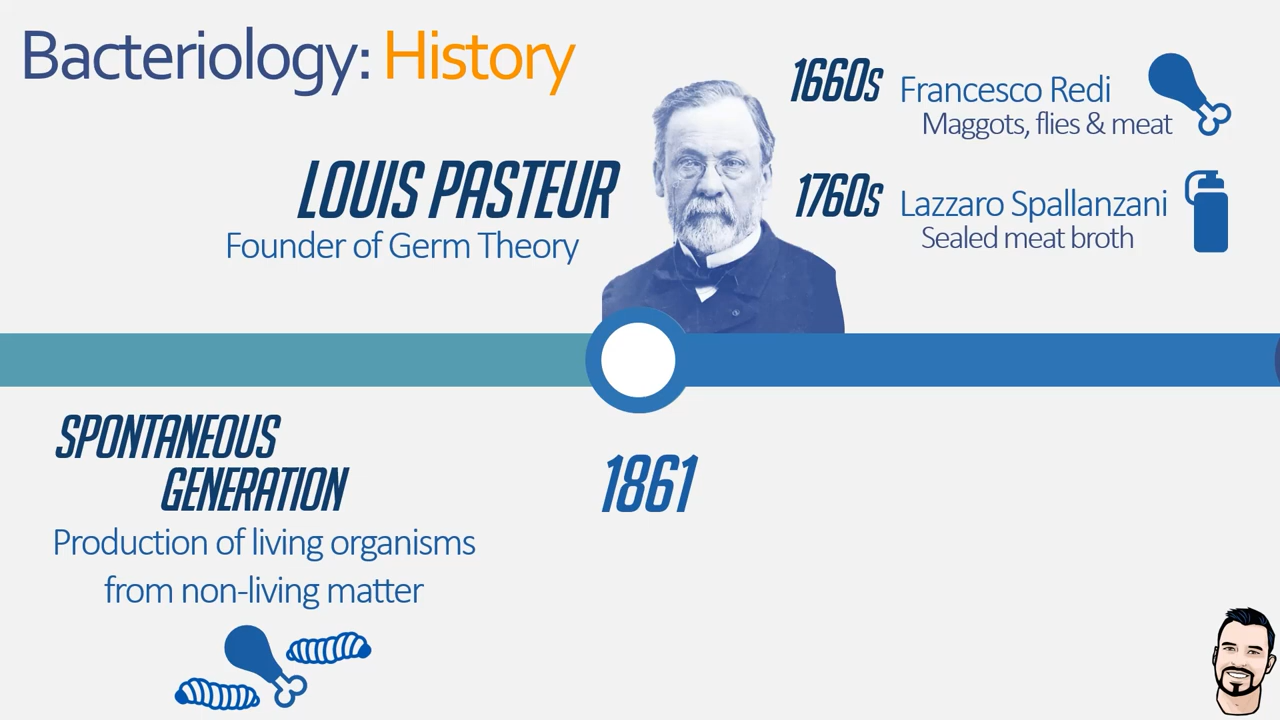 Bacteriology: History
LOUIS PASTEUR
Founder of Germ Theory
1660s Francesco Redi
Maggots, flies & meat
1760s Lazzaro Spallanzani
Sealed meat broth
SPONTANEOUS
GENERATION
Production of living organisms
from non-living matter
1861